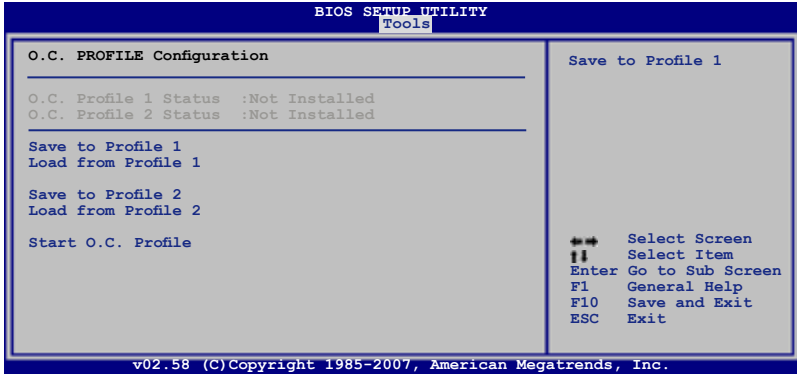 BIOS SETUP UTILITY
Tools
O.C. PROFILE Configuration
O.C. Profile 1 Status :Not Installed
O.C. Profile 2 Status :Not Installed
Save to Profile 1
Load from Profile 1
Save to Profile 2
Load from Profile 2
Start O.C. Profile
Save to Profile 1
Select Screen
Select Item
Enter Go to Sub Screen
F1 General Help
F10 Save and Exit
ESC Exit
v02.58 (C)Copyright 1985-2007, American Megatrends, Inc.